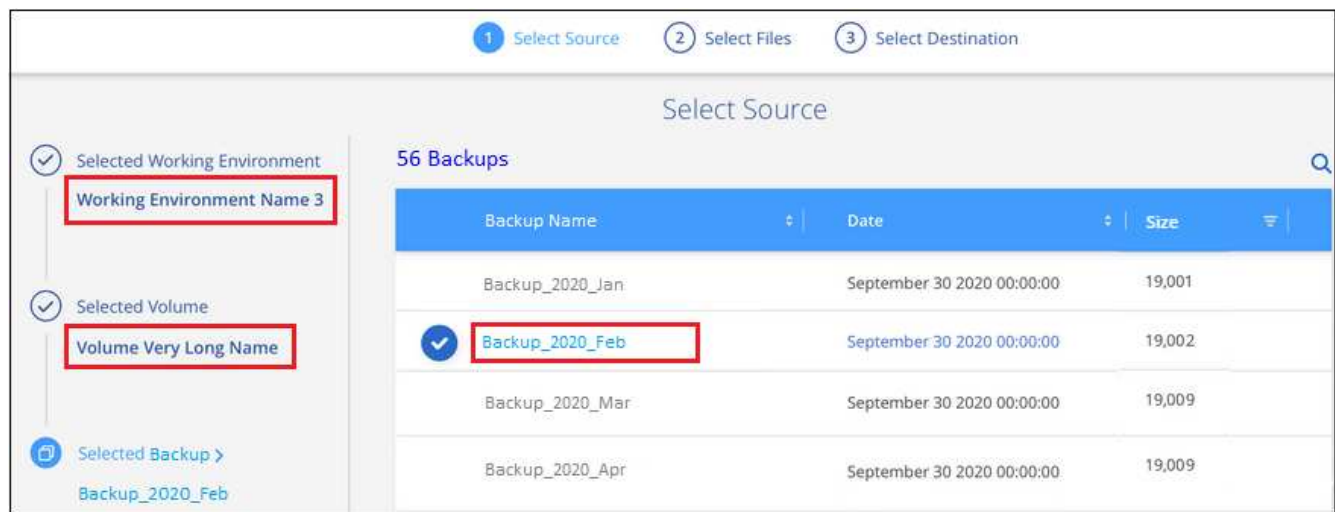 1 Select Source 2 Select Files 3 Select Destination
Select Source
Selected Working Environment
Working Environment Name 3
Selected Volume
Volume Very Long Name
Selected Backup >
Backup_2020_Feb
56 Backups
Backup Name Date Size
Backup_2020_Jan September 30 2020 00:00:00 19,001
Backup_2020_Feb September 30 2020 00:00:00 19,002
Backup_2020_Mar September 30 2020 00:00:00 19,009
Backup_2020_Apr September 30 2020 00:00:00 19,009